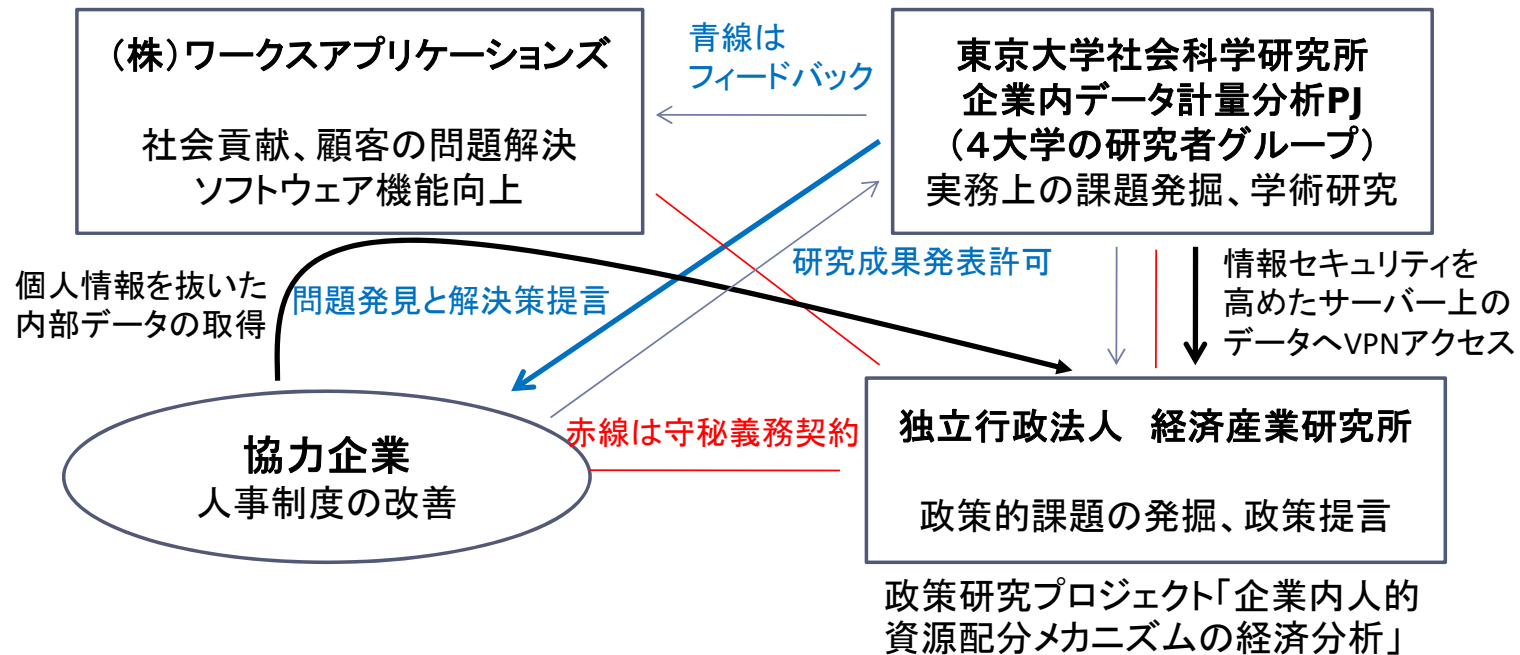 （株）ワークスアプリケーションズ
社会貢献、顧客の問題解決
ソフトウェア機能向上
青線は
フィードバック
東京大学社会科学研究所
企業内データ計量分析PJ
（４大学の研究者グループ）
実務上の課題発掘、学術研究
個人情報を抜いた
内部データの取得
問題発見と解決策提言
研究成果発表許可
情報セキュリティを
高めたサーバー上の
データへVPNアクセス
協力企業
人事制度の改善
赤線は守秘義務契約
独立行政法人　経済産業研究所
政策的課題の発掘、政策提言
政策研究プロジェクト「企業内人的
資源配分メカニズムの経済分析」